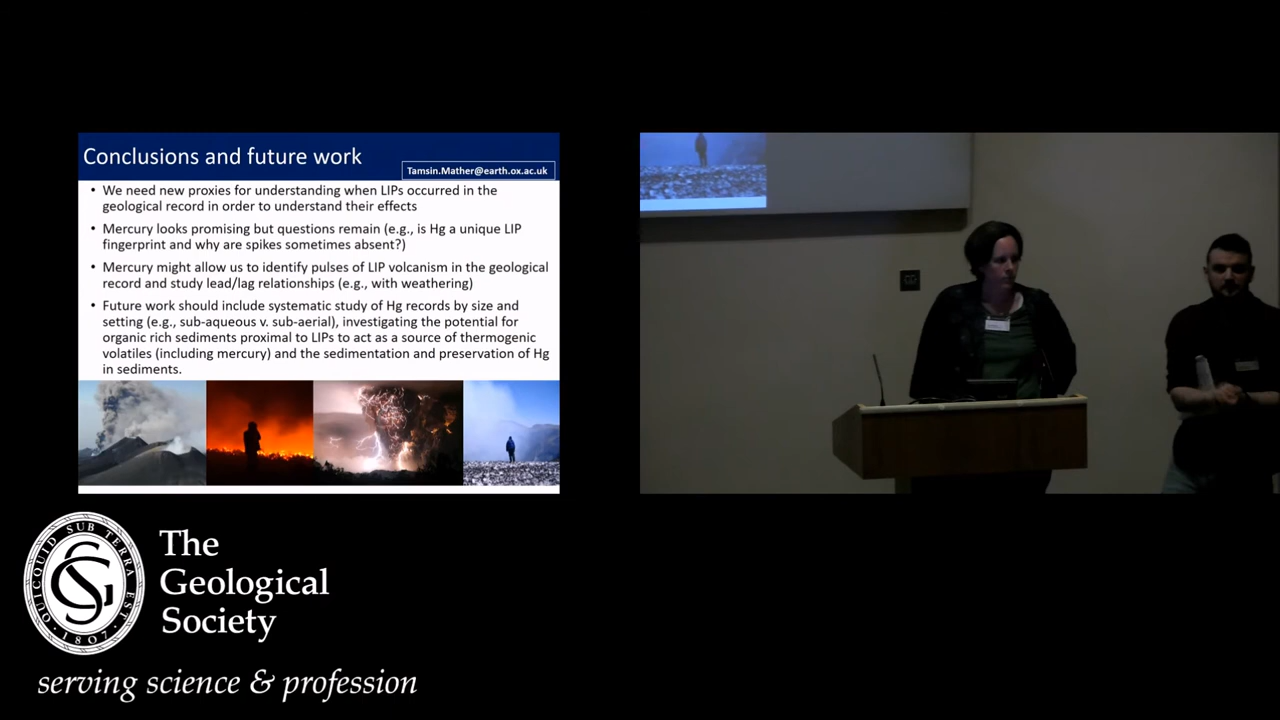 Conclusions and future work
Tamsin.Mather@earth.ox.ac.uk
• We need new proxies for understanding when LIPs occurred in the
geological record in order to understand their effects
• Mercury looks promising but questions remain (e.g., is Hg a unique LIP
fingerprint and why are spikes sometimes absent?)
• Mercury might allow us to identify pulses of LIP volcanism in the geological
record and study lead/lag relationships (e.g., with weathering)
• Future work should include systematic study of Hg records by size and
setting (e.g., sub-aqueous v. sub-aerial), investigating the potential for
organic rich sediments proximal to LIPs to act as a source of thermogenic
volatiles (including mercury) and the sedimentation and preservation of Hg
in sediments.
QUICQUID SUB TERRA EST
· 1807 ·
The
Geological
Society
serving science & profession